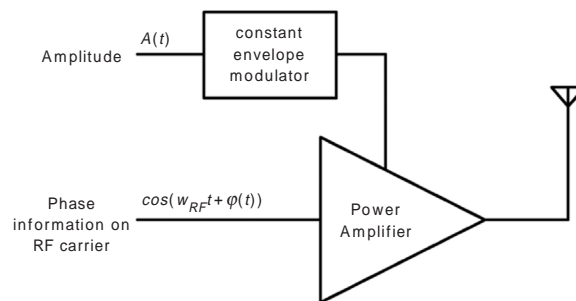 A(t)
Amplitude
constant
envelope
modulator
Phase
information on
RF carrier
cos(w_RF t + φ(t))
Power
Amplifier